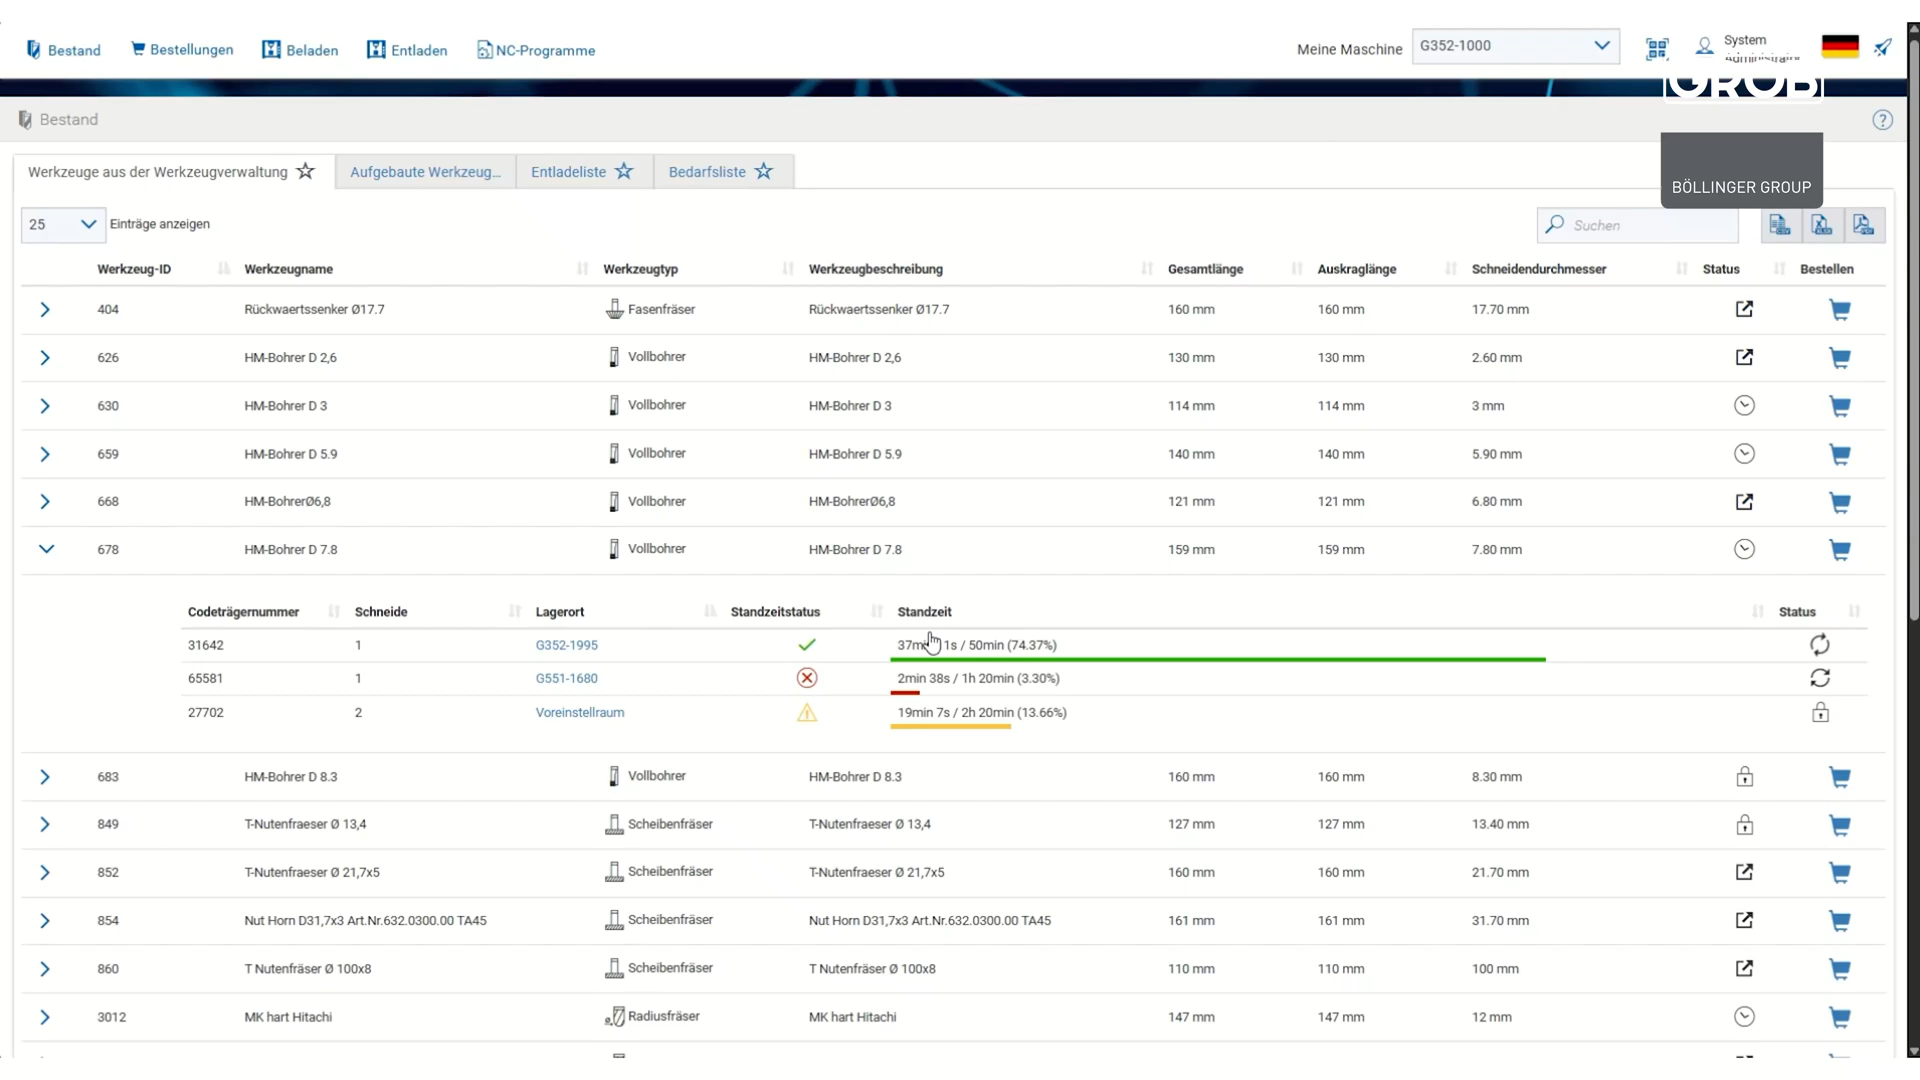 Bestand Bestellungen Beladen Entladen NC-Programme Meine Maschine G352-1000 System
GROB
Bestand
BÖLLINGER GROUP
Werkzeuge aus der Werkzeugverwaltung Aufgebaute Werkzeug... Entladeliste Bedarfsliste
25 Einträge anzeigen Suchen
Werkzeug-ID Werkzeugname Werkzeugtyp Werkzeugbeschreibung Gesamtlänge Auskraglänge Schneidendurchmesser Status Bestellen
404 Rückwaertssenker Ø17.7 Fasenfräser Rückwaertssenker Ø17.7 160 mm 160 mm 17.70 mm
626 HM-Bohrer D 2,6 Vollbohrer HM-Bohrer D 2,6 130 mm 130 mm 2.60 mm
630 HM-Bohrer D 3 Vollbohrer HM-Bohrer D 3 114 mm 114 mm 3 mm
659 HM-Bohrer D 5.9 Vollbohrer HM-Bohrer D 5.9 140 mm 140 mm 5.90 mm
668 HM-BohrerØ6,8 Vollbohrer HM-BohrerØ6,8 121 mm 121 mm 6.80 mm
678 HM-Bohrer D 7.8 Vollbohrer HM-Bohrer D 7.8 159 mm 159 mm 7.80 mm
Codeträgernummer Schneide Lagerort Standzeitstatus Standzeit Status
31642 1 G352-1995 1s / 50min (74.37%)
65581 1 G551-1680 2min 38s / 1h 20min (3.30%)
27702 2 Voreinstellraum 19min 7s / 2h 20min (13.66%)
683 HM-Bohrer D 8.3 Vollbohrer HM-Bohrer D 8.3 160 mm 160 mm 8.30 mm
849 T-Nutenfraeser Ø 13,4 Scheibenfräser T-Nutenfraeser Ø 13,4 127 mm 127 mm 13.40 mm
852 T-Nutenfraeser Ø 21,7x5 Scheibenfräser T-Nutenfraeser Ø 21,7x5 160 mm 160 mm 21.70 mm
854 Nut Horn D31,7x3 Art.Nr.632.0300.00 TA45 Scheibenfräser Nut Horn D31,7x3 Art.Nr.632.0300.00 TA45 161 mm 161 mm 31.70 mm
860 T Nutenfräser Ø 100x8 Scheibenfräser T Nutenfräser Ø 100x8 110 mm 110 mm 100 mm
3012 MK hart Hitachi Radiusfräser MK hart Hitachi 147 mm 147 mm 12 mm